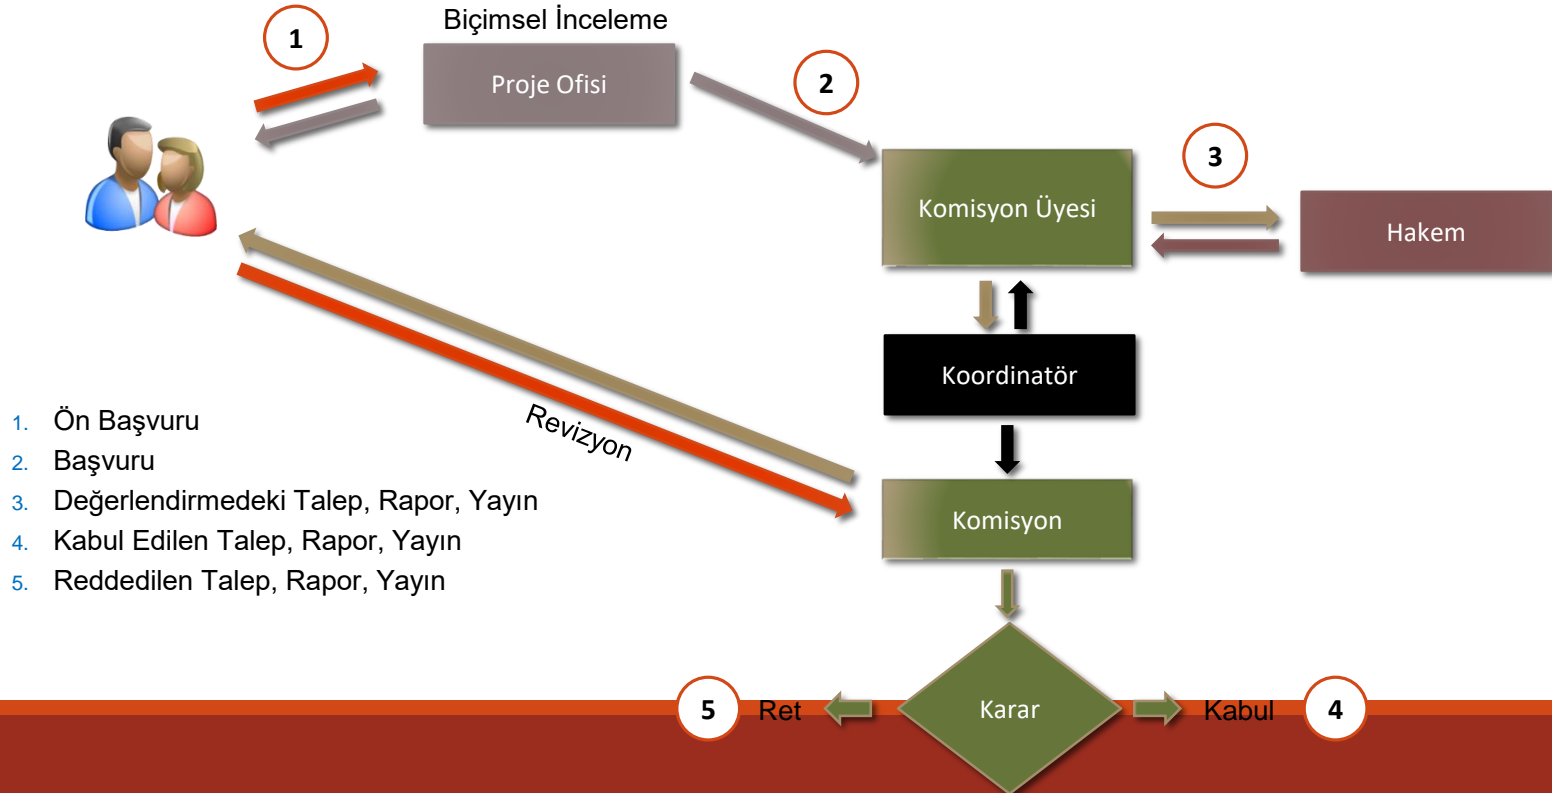 Biçimsel İnceleme
1
Proje Ofisi
2
3
Komisyon Üyesi
Hakem
Koordinatör
Revizyon
1. Ön Başvuru
2. Başvuru
3. Değerlendirmedeki Talep, Rapor, Yayın
4. Kabul Edilen Talep, Rapor, Yayın
5. Reddedilen Talep, Rapor, Yayın
Komisyon
5 Ret
Karar
Kabul 4